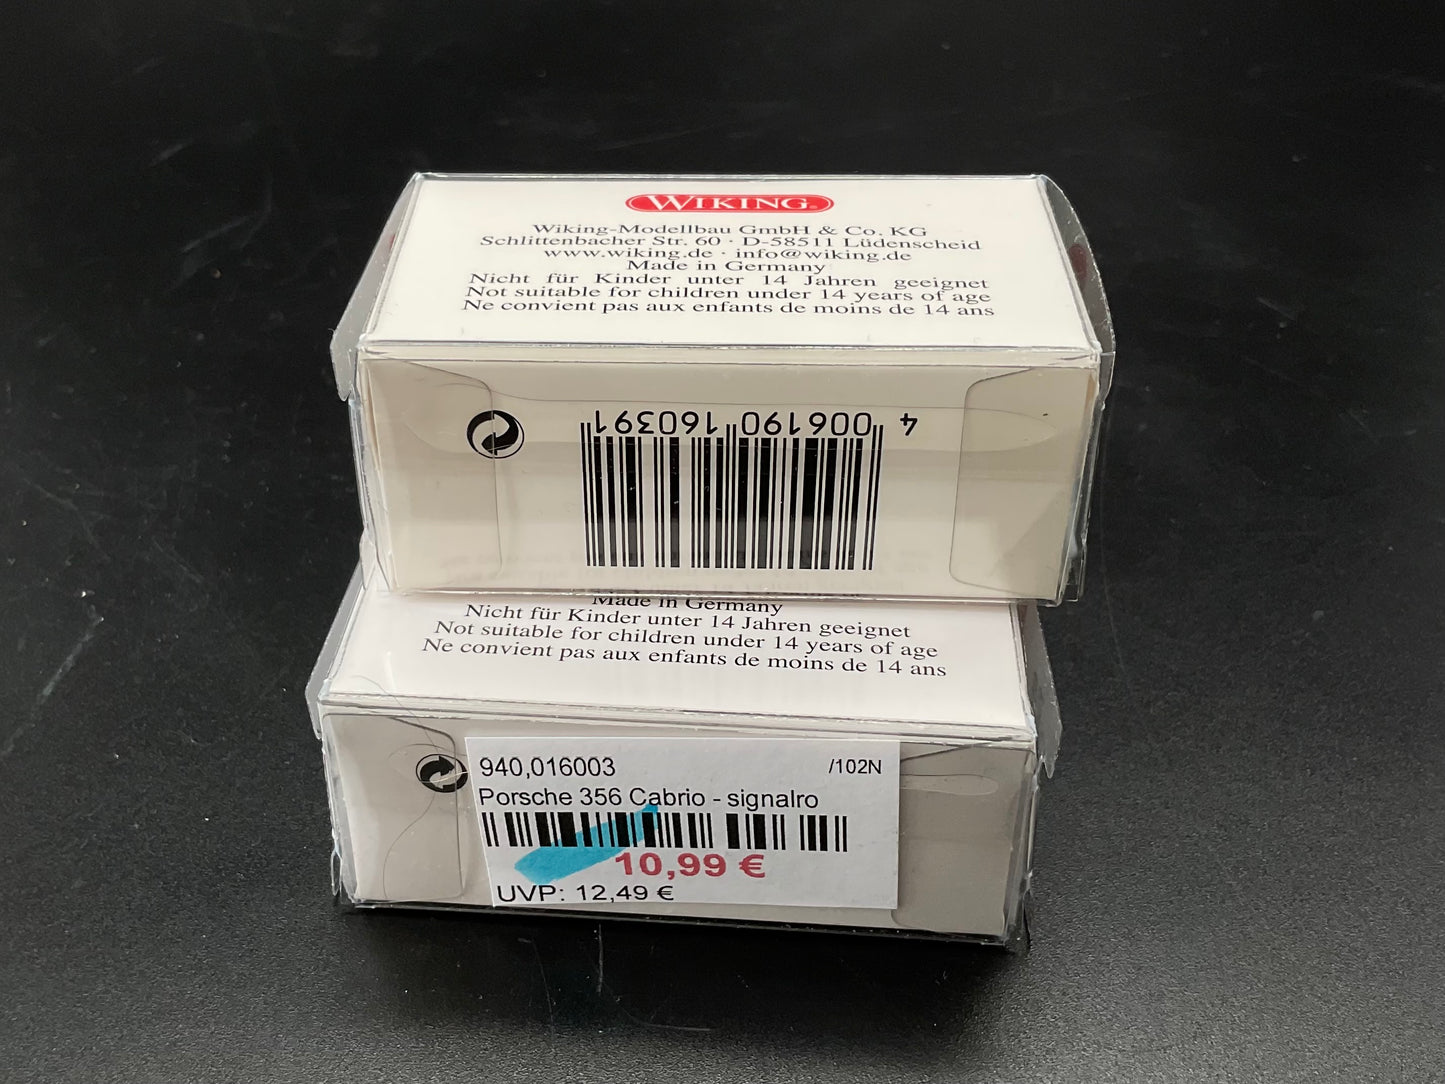 WIKING®
Wiking-Modellbau GmbH & Co. KG
Schlittenbacher Str. 60 · D-58511 Lüdenscheid
www.wiking.de · info@wiking.de
Made in Germany
Nicht für Kinder unter 14 Jahren geeignet
Not suitable for children under 14 years of age
Ne convient pas aux enfants de moins de 14 ans
4 006190 160391
Made in Germany
Nicht für Kinder unter 14 Jahren geeignet
Not suitable for children under 14 years of age
Ne convient pas aux enfants de moins de 14 ans
940,016003 /102N
Porsche 356 Cabrio - signalro
10,99 €
UVP: 12,49 €